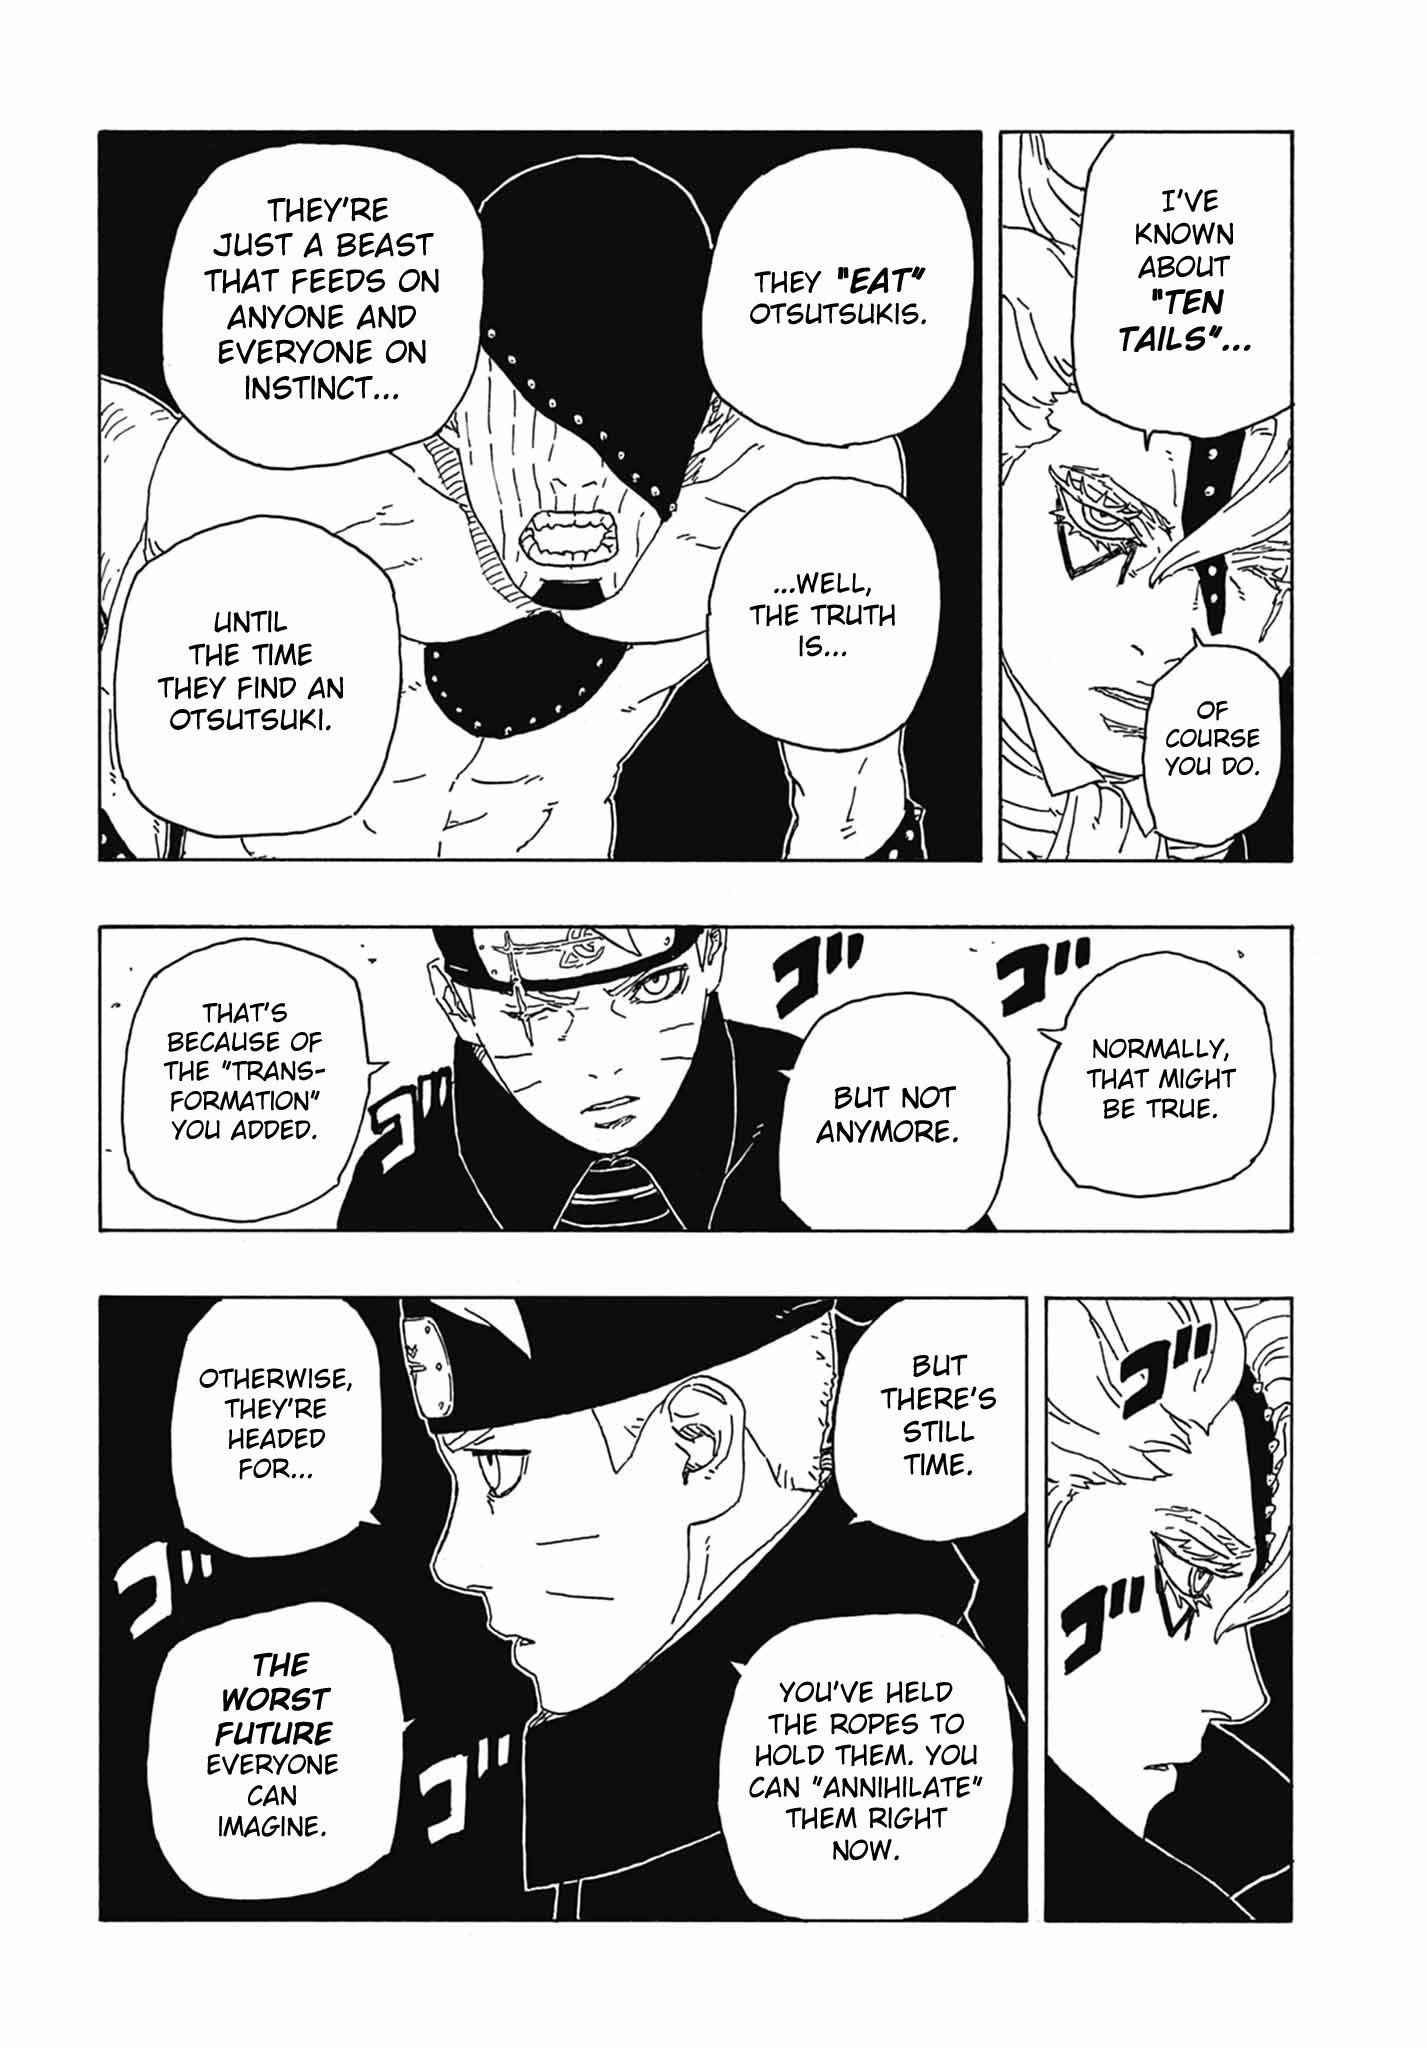 I'VE
KNOWN
ABOUT
"TEN
TAILS"...
OF
COURSE
YOU DO.
THEY "EAT"
OTSUTSUKIS.
...WELL,
THE TRUTH
IS...
THEY'RE
JUST A BEAST
THAT FEEDS ON
ANYONE AND
EVERYONE ON
INSTINCT...
UNTIL
THE TIME
THEY FIND AN
OTSUTSUKI.
NORMALLY,
THAT MIGHT
BE TRUE.
ゴ
ゴ
BUT NOT
ANYMORE.
ゴ
THAT'S
BECAUSE OF
THE "TRANS-
FORMATION"
YOU ADDED.
ゴ
ゴ
BUT
THERE'S
STILL
TIME.
YOU'VE HELD
THE ROPES TO
HOLD THEM. YOU
CAN "ANNIHILATE"
THEM RIGHT
NOW.
OTHERWISE,
THEY'RE
HEADED
FOR...
ゴ
ゴ
THE
WORST
FUTURE
EVERYONE
CAN
IMAGINE.